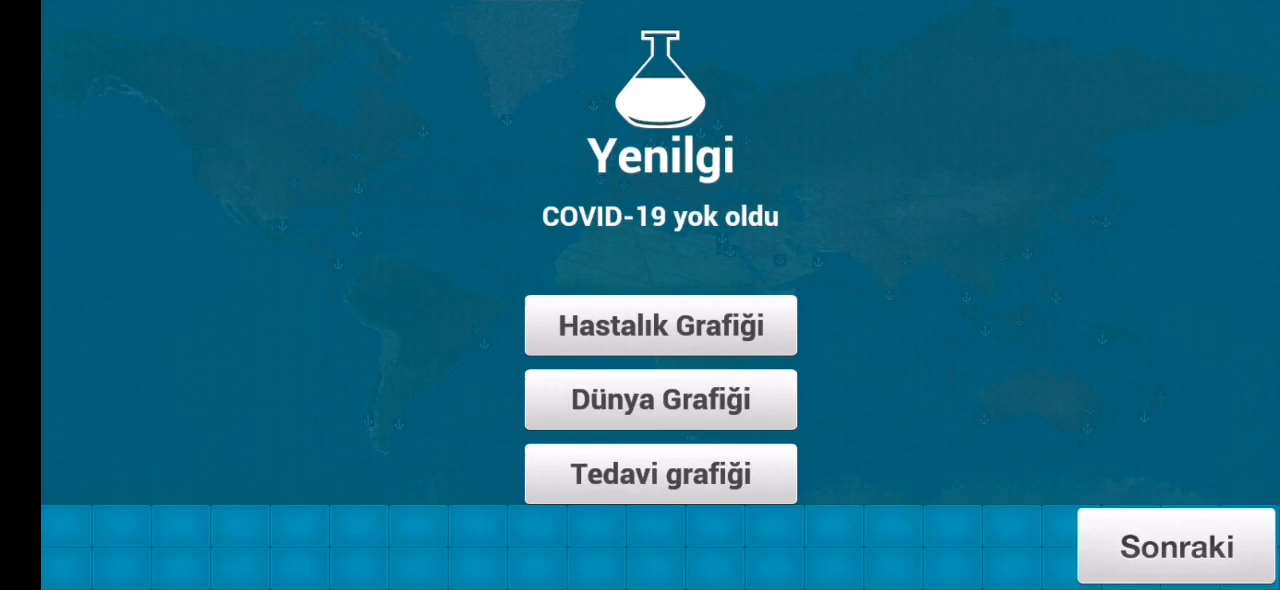 Yenilgi
COVID-19 yok oldu
Hastalık Grafiği
Dünya Grafiği
Tedavi grafiği
Sonraki